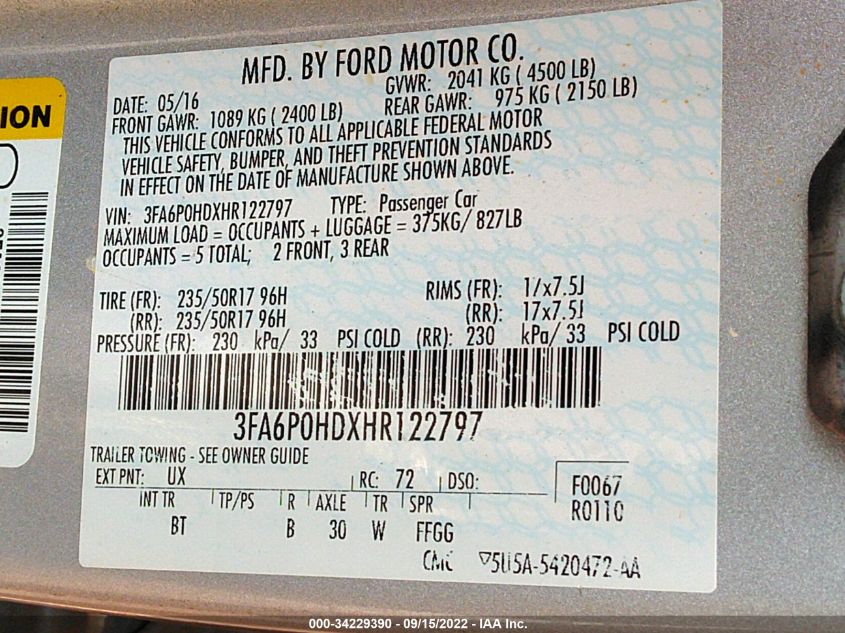 ION
MFD. BY FORD MOTOR CO.
DATE: 05/16 GVWR: 2041 KG ( 4500 LB)
FRONT GAWR: 1089 KG ( 2400 LB) REAR GAWR: 975 KG ( 2150 LB)
THIS VEHICLE CONFORMS TO ALL APPLICABLE FEDERAL MOTOR
VEHICLE SAFETY, BUMPER, AND THEFT PREVENTION STANDARDS
IN EFFECT ON THE DATE OF MANUFACTURE SHOWN ABOVE.
VIN: 3FA6P0HDXHR122797 TYPE: Passenger Car
MAXIMUM LOAD = OCCUPANTS + LUGGAGE = 375KG/ 827LB
OCCUPANTS = 5 TOTAL; 2 FRONT, 3 REAR
TIRE (FR): 235/50R17 96H RIMS (FR): 17x7.5J
(RR): 235/50R17 96H (RR): 17x7.5J
PRESSURE (FR): 230 kPa/ 33 PSI COLD (RR): 230 kPa/ 33 PSI COLD
3FA6P0HDXHR122797
TRAILER TOWING - SEE OWNER GUIDE
EXT PNT: UX RC: 72 DSO: F0067
INT TR TP/PS R AXLE TR SPR R0110
BT B 30 W FFGG
CMC ▽5U5A-5420472-AA
000-34229390 - 09/15/2022 - IAA Inc.